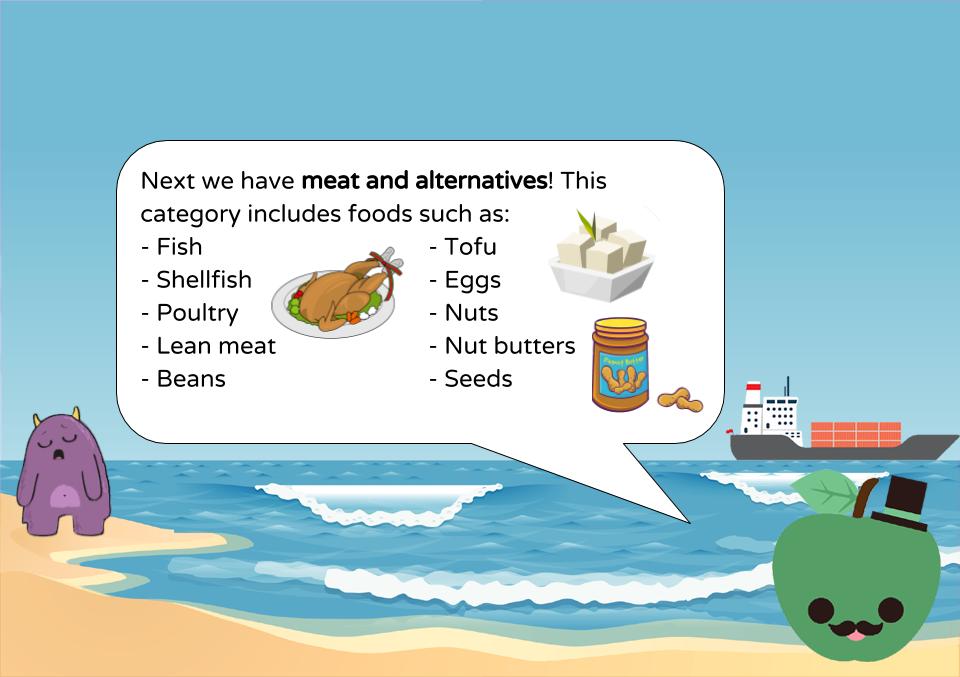 Next we have meat and alternatives! This
category includes foods such as:
- Fish
- Shellfish
- Poultry
- Lean meat
- Beans
- Tofu
- Eggs
- Nuts
- Nut butters
- Seeds
Peanut Butter